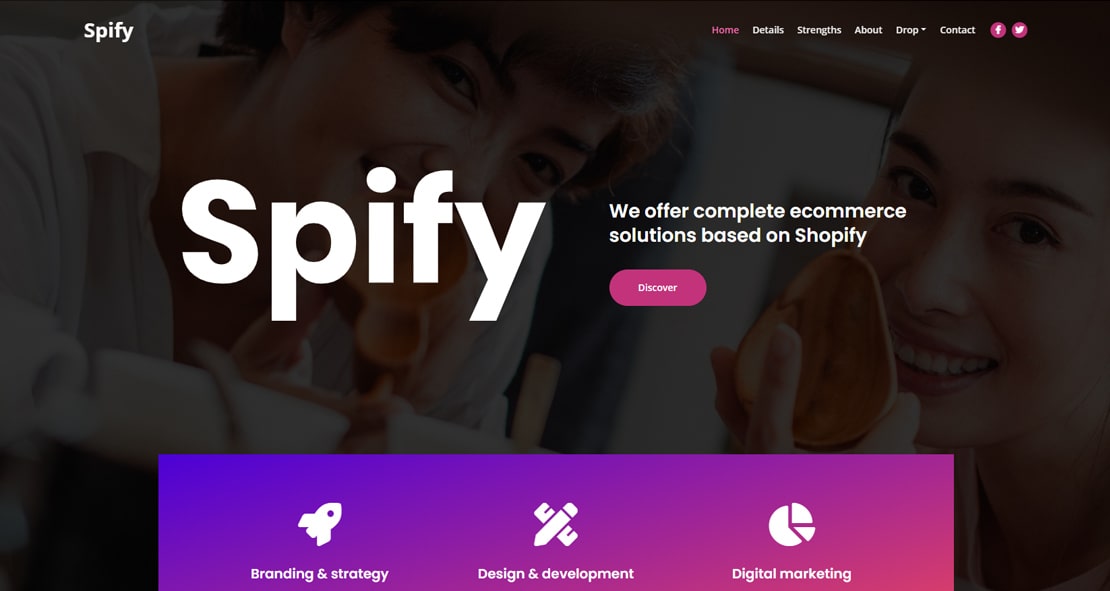 Spify
Home Details Strengths About Drop Contact
Spify
We offer complete ecommerce
solutions based on Shopify
Discover
Branding & strategy
Design & development
Digital marketing